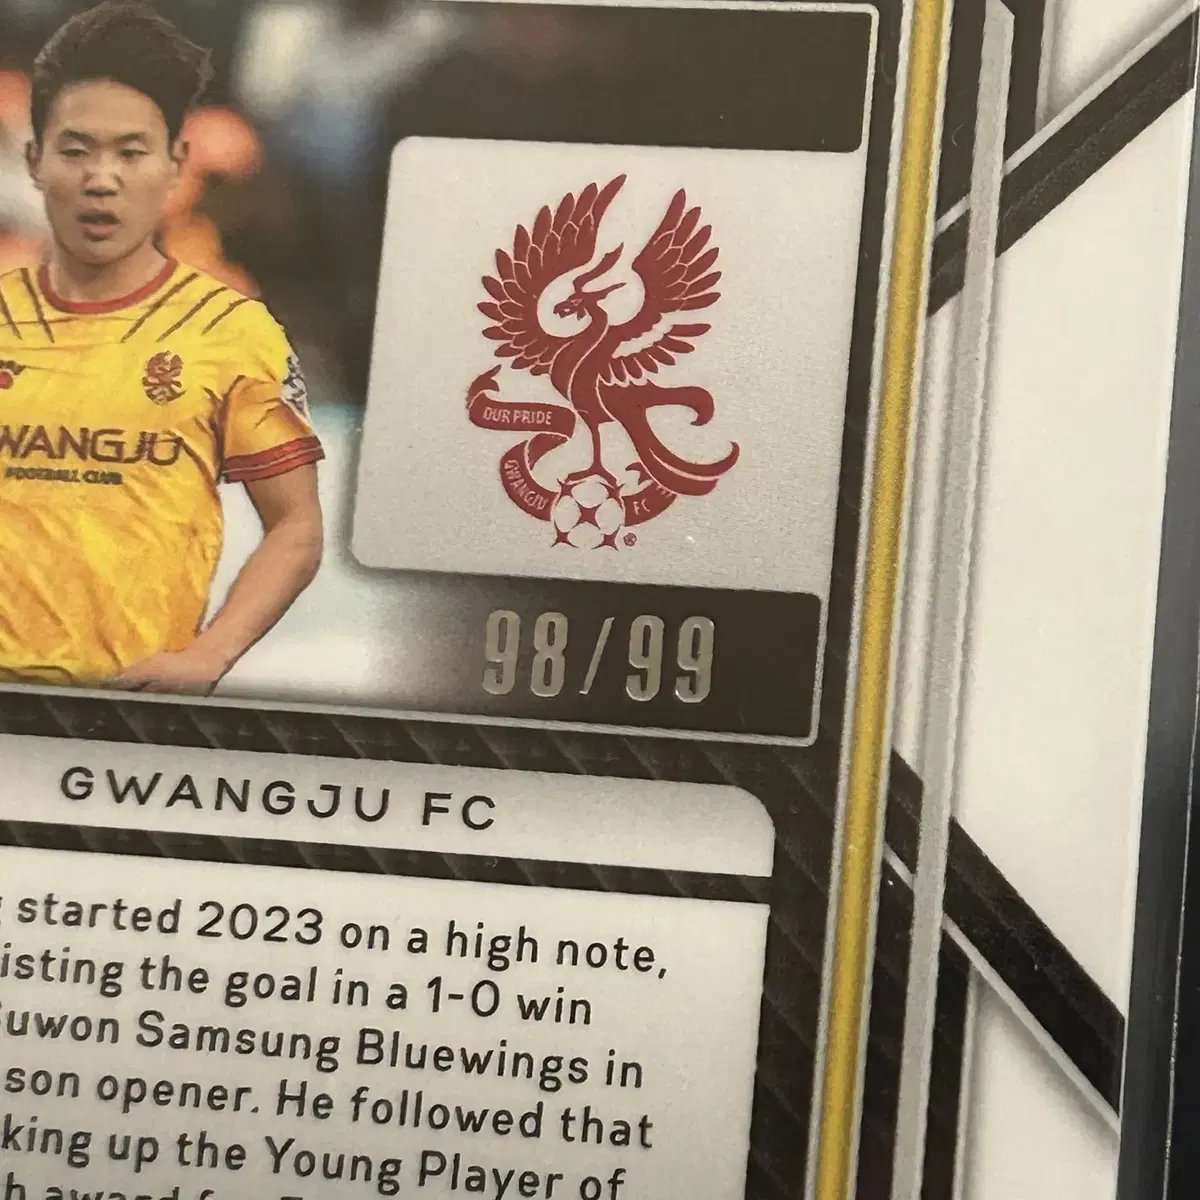 WANGJU
FOOTBALL CLUB
OUR PRIDE
GWANGJU
FC
98/99
GWANGJU FC
started 2023 on a high note,
isting the goal in a 1-0 win
Suwon Samsung Bluewings in
son opener. He followed that
king up the Young Player of